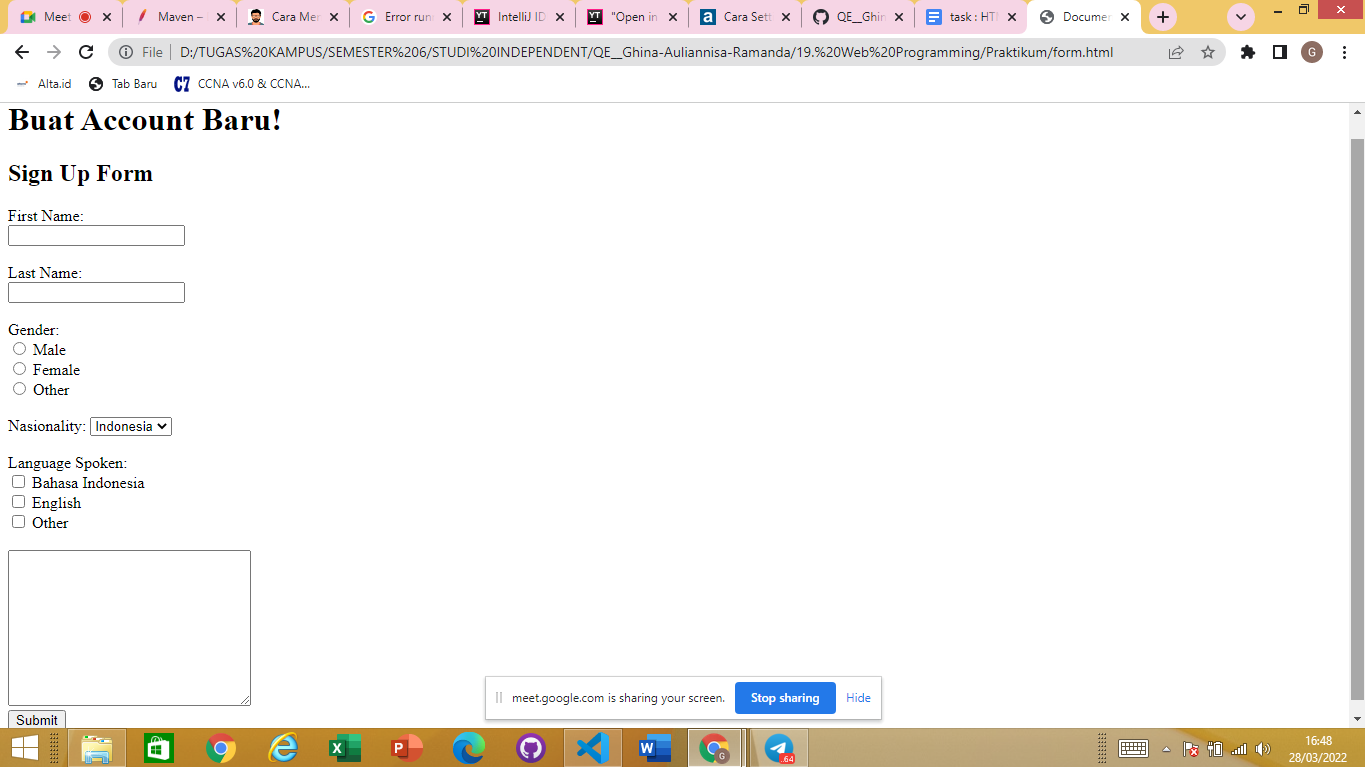 Meet
Maven –
Cara Mer
Error run
IntelliJ ID
"Open in
Cara Sett
QE__Ghin
task : HTM
Documen
File
D:/TUGAS%20KAMPUS/SEMESTER%206/STUDI%20INDEPENDENT/QE__Ghina-Auliannisa-Ramanda/19.%20Web%20Programming/Praktikum/form.html
G
Alta.id
Tab Baru
C7
CCNA v6.0 & CCNA...
Buat Account Baru!
Sign Up Form
First Name:
Last Name:
Gender:
Male
Female
Other
Nasionality: Indonesia
Language Spoken:
Bahasa Indonesia
English
Other
Submit
meet.google.com is sharing your screen.
Stop sharing
Hide
16:48
28/03/2022
.64